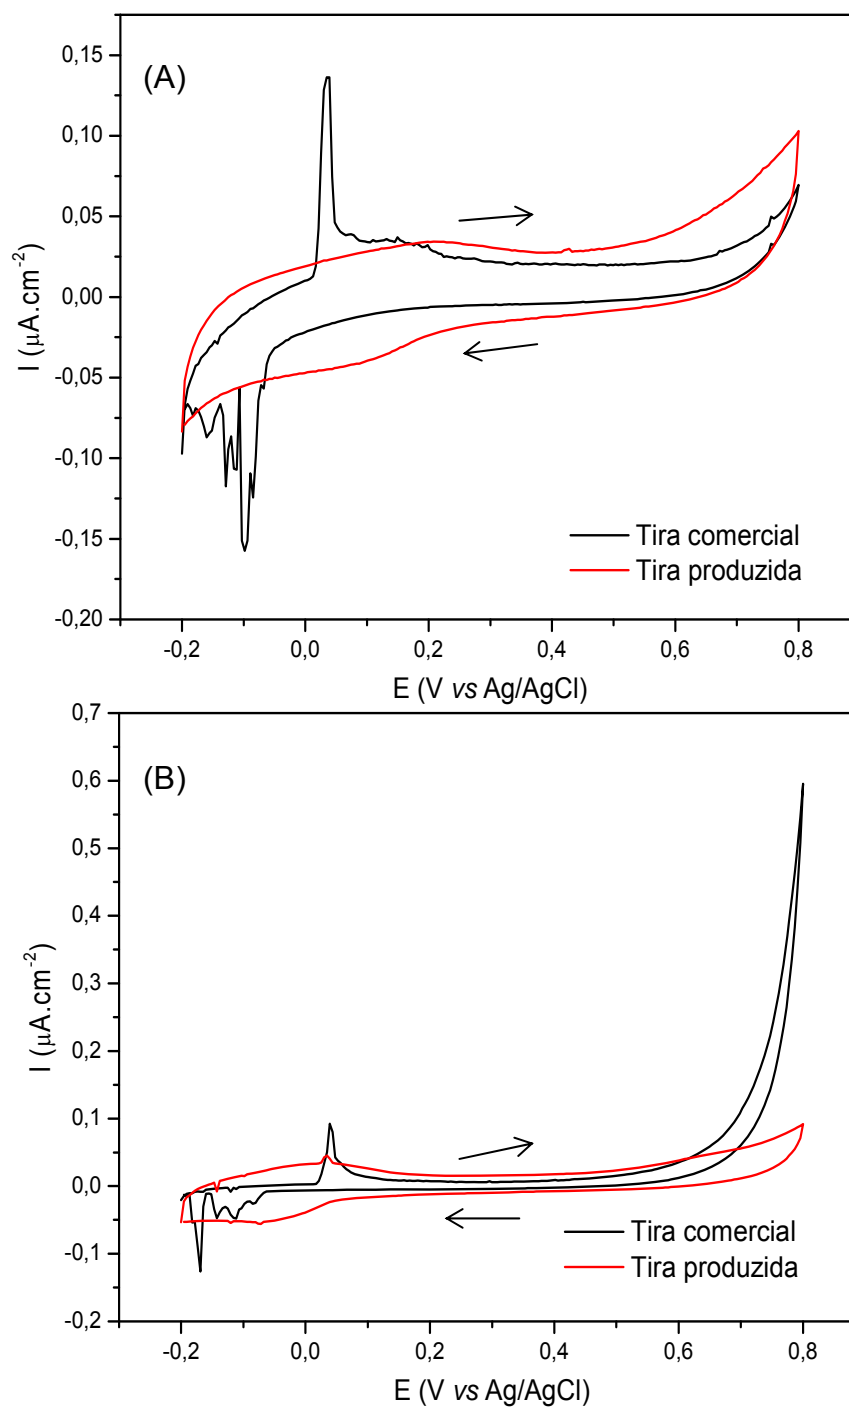 (A)
0,15
0,10
0,05
0,00
-0,05
-0,10
-0,15
-0,20
I (μA.cm-2)
Tira comercial
Tira produzida
-0,2 0,0 0,2 0,4 0,6 0,8
E (V vs Ag/AgCl)
(B)
0,7
0,6
0,5
0,4
0,3
0,2
0,1
0,0
-0,1
-0,2
I (μA.cm-2)
Tira comercial
Tira produzida
-0,2 0,0 0,2 0,4 0,6 0,8
E (V vs Ag/AgCl)